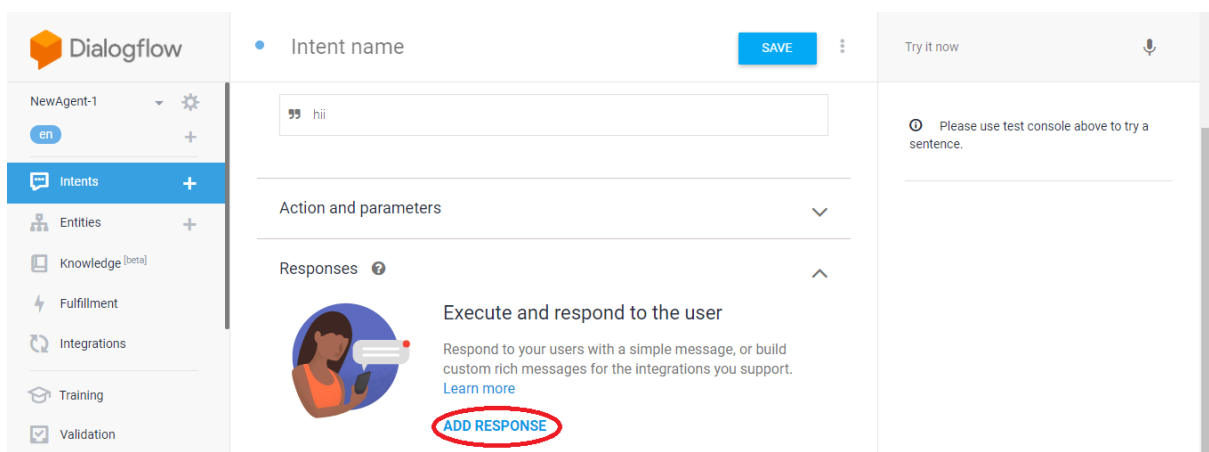 Dialogflow
NewAgent-1
en
Intents
Entities
Knowledge [beta]
Fulfillment
Integrations
Training
Validation
Intent name
SAVE
hii
Action and parameters
Responses
Execute and respond to the user
Respond to your users with a simple message, or build
custom rich messages for the integrations you support.
Learn more
ADD RESPONSE
Try it now
Please use test console above to try a
sentence.